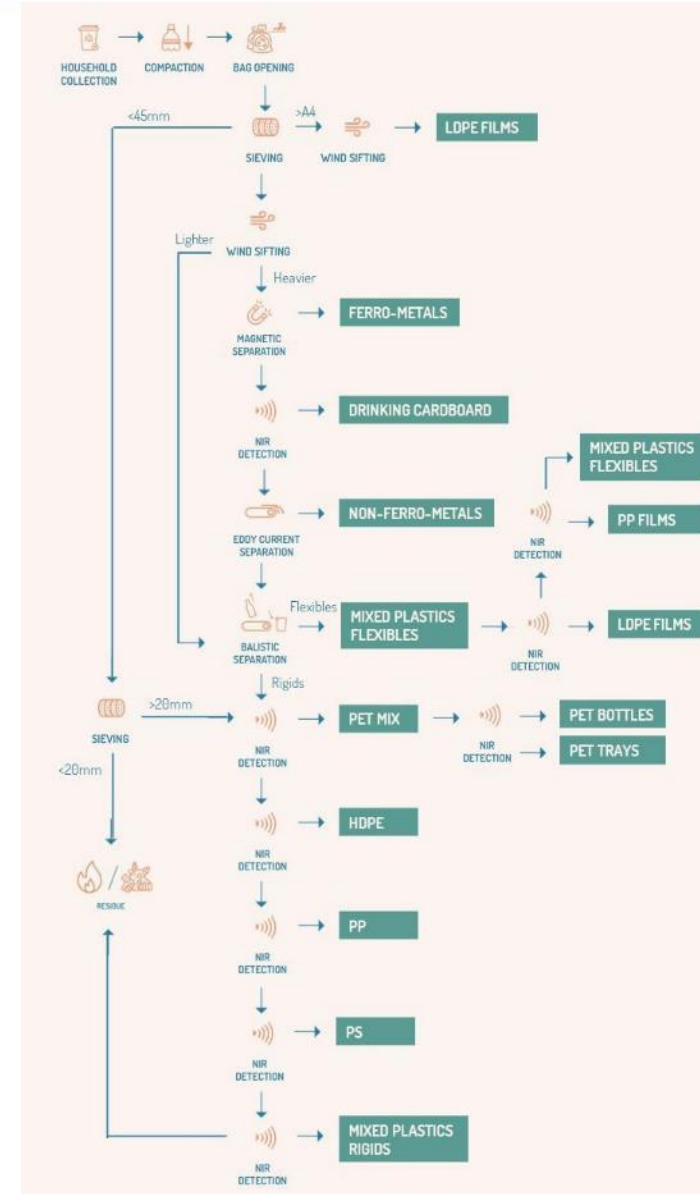 HOUSEHOLD
COLLECTION
COMPACTION
BAG OPENING
<45mm
>A4
SIEVING
WIND SIFTING
LDPE FILMS
Lighter
WIND SIFTING
Heavier
MAGNETIC
SEPARATION
FERRO-METALS
NIR
DETECTION
DRINKING CARDBOARD
MIXED PLASTICS
FLEXIBLES
EDDY CURRENT
SEPARATION
NON-FERRO-METALS
NIR
DETECTION
PP FILMS
BALISTIC
SEPARATION
Flexibles
MIXED PLASTICS
FLEXIBLES
NIR
DETECTION
LDPE FILMS
Rigids
SIEVING
>20mm
NIR
DETECTION
PET MIX
NIR
DETECTION
PET BOTTLES
PET TRAYS
<20mm
NIR
DETECTION
HDPE
RESIDUE
NIR
DETECTION
PP
NIR
DETECTION
PS
NIR
DETECTION
MIXED PLASTICS
RIGIDS